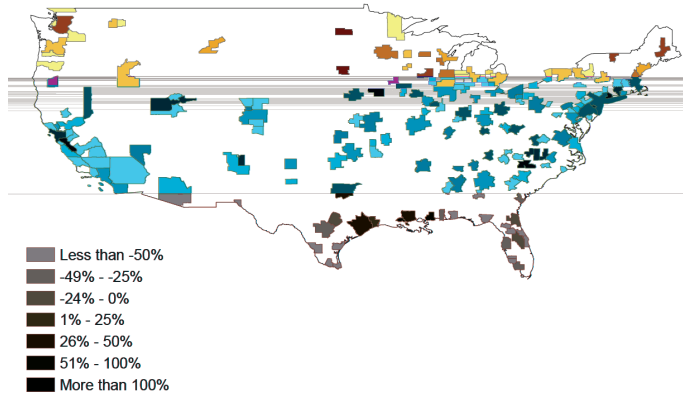 Less than -50%
-49% - -25%
-24% - 0%
1% - 25%
26% - 50%
51% - 100%
More than 100%